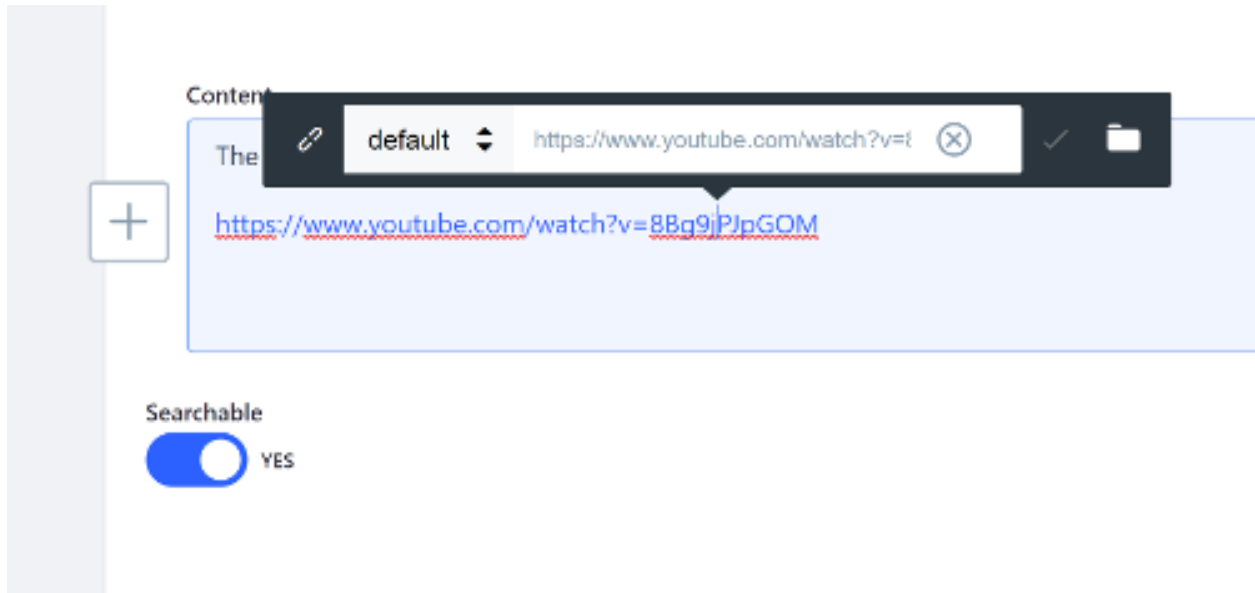 Content
default https://www.youtube.com/watch?v=8
The
https://www.youtube.com/watch?v=8Bg9jPJpGOM
Searchable
YES